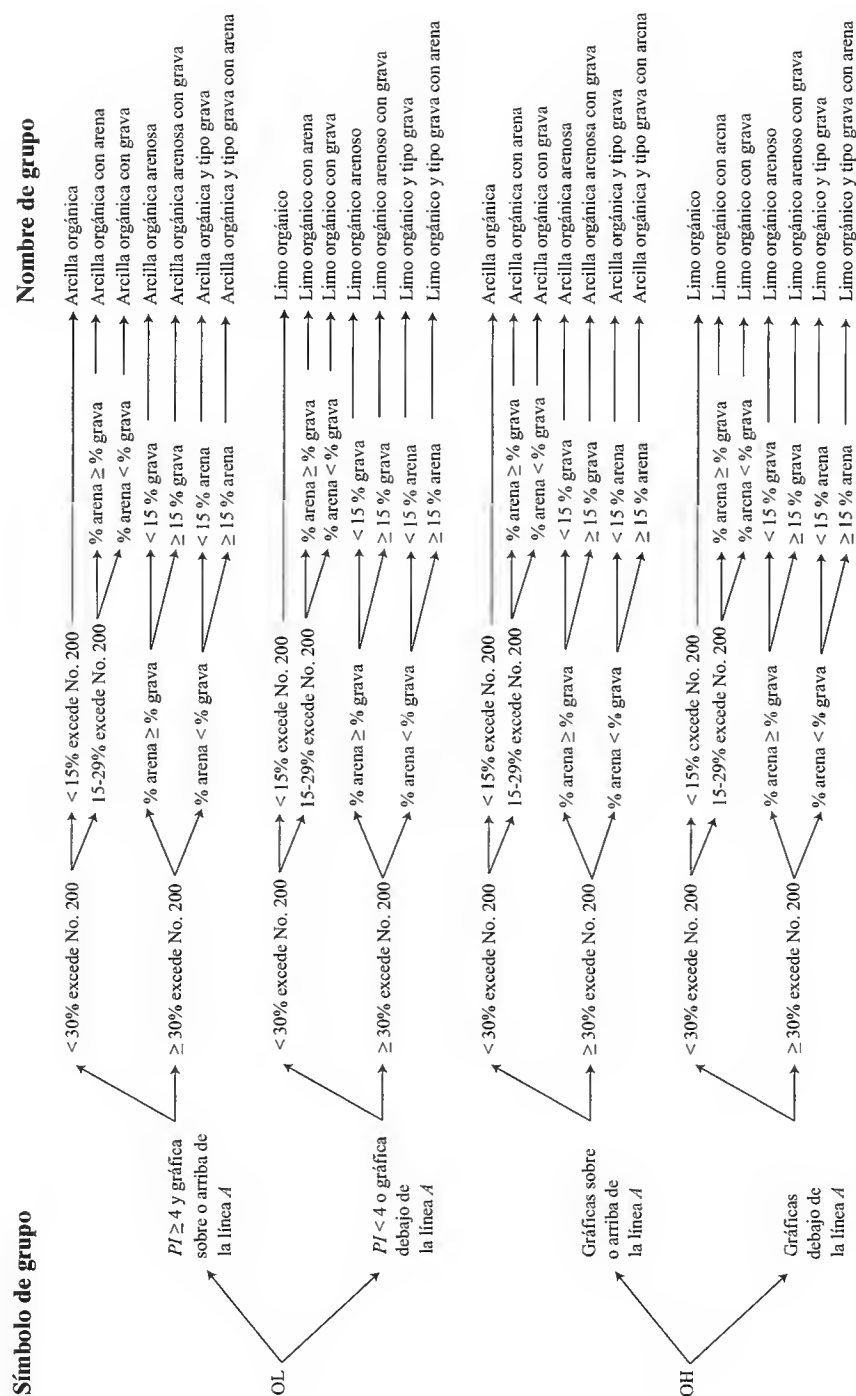 Símbolo de grupo
Nombre de grupo
OL
PI ≥ 4 y gráfica
sobre o arriba de
la línea A
< 30% excede No. 200
< 15% excede No. 200
Arcilla orgánica
15-29% excede No. 200
% arena ≥ % grava
Arcilla orgánica con arena
% arena < % grava
Arcilla orgánica con grava
≥ 30% excede No. 200
% arena ≥ % grava
< 15 % grava
Arcilla orgánica arenosa
≥ 15 % grava
Arcilla orgánica arenosa con grava
% arena < % grava
< 15 % arena
Arcilla orgánica y tipo grava
≥ 15 % arena
Arcilla orgánica y tipo grava con arena
PI < 4 o gráfica
debajo de
la línea A
< 30% excede No. 200
< 15% excede No. 200
Limo orgánico
15-29% excede No. 200
% arena ≥ % grava
Limo orgánico con arena
% arena < % grava
Limo orgánico con grava
≥ 30% excede No. 200
% arena ≥ % grava
< 15 % grava
Limo orgánico arenoso
≥ 15 % grava
Limo orgánico arenoso con grava
% arena < % grava
< 15 % arena
Limo orgánico y tipo grava
≥ 15 % arena
Limo orgánico y tipo grava con arena
OH
Gráficas sobre
o arriba de
la línea A
< 30% excede No. 200
< 15% excede No. 200
Arcilla orgánica
15-29% excede No. 200
% arena ≥ % grava
Arcilla orgánica con arena
% arena < % grava
Arcilla orgánica con grava
≥ 30% excede No. 200
% arena ≥ % grava
< 15 % grava
Arcilla orgánica arenosa
≥ 15 % grava
Arcilla orgánica arenosa con grava
% arena < % grava
< 15 % arena
Arcilla orgánica y tipo grava
≥ 15 % arena
Arcilla orgánica y tipo grava con arena
Gráficas
debajo de
la línea A
< 30% excede No. 200
< 15% excede No. 200
Limo orgánico
15-29% excede No. 200
% arena ≥ % grava
Limo orgánico con arena
% arena < % grava
Limo orgánico con grava
≥ 30% excede No. 200
% arena ≥ % grava
< 15 % grava
Limo orgánico arenoso
≥ 15 % grava
Limo orgánico arenoso con grava
% arena < % grava
< 15 % arena
Limo orgánico y tipo grava
≥ 15 % arena
Limo orgánico y tipo grava con arena